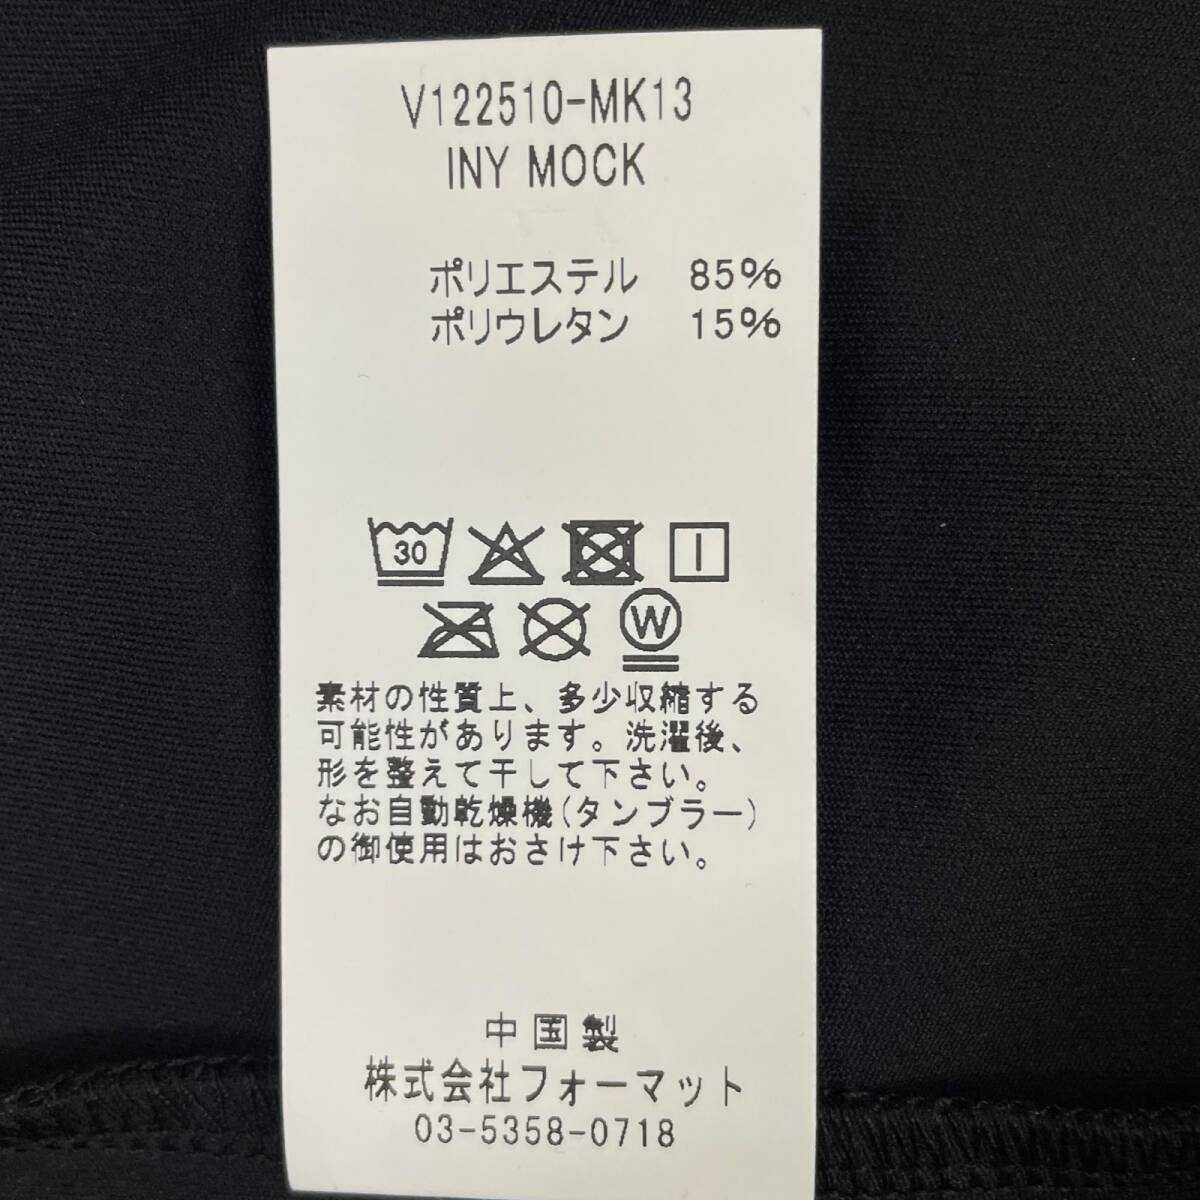 V122510-MK13
INY MOCK
ポリエステル 85%
ポリウレタン 15%
30
W
素材の性質上、多少収縮する
可能性があります。洗濯後、
形を整えて干して下さい。
なお自動乾燥機(タンブラー)
の御使用はおさけ下さい。
中国製
株式会社フォーマット
03-5358-0718